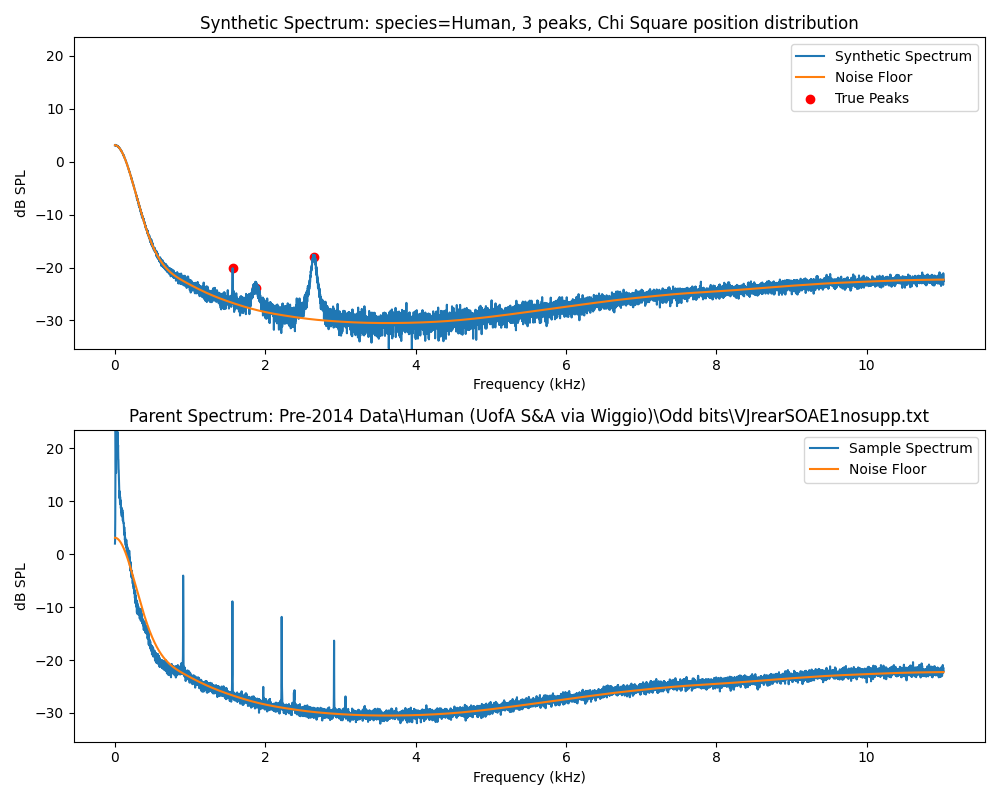 Synthetic Spectrum: species=Human, 3 peaks, Chi Square position distribution
20
10
0
−10
−20
−30
dB SPL
Synthetic Spectrum
Noise Floor
True Peaks
0 2 4 6 8 10
Frequency (kHz)
Parent Spectrum: Pre-2014 Data\Human (UofA S&A via Wiggio)\Odd bits\VJrearSOAE1nosupp.txt
20
10
0
−10
−20
−30
dB SPL
Sample Spectrum
Noise Floor
0 2 4 6 8 10
Frequency (kHz)